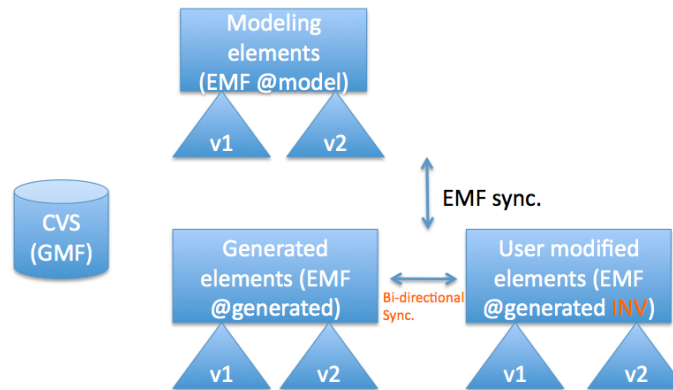 Modeling
elements
(EMF @model)
v1
v2
EMF sync.
CVS
(GMF)
Generated
elements (EMF
@generated)
Bi-directional
Sync.
User modified
elements (EMF
@generated INV)
v1
v2
v1
v2